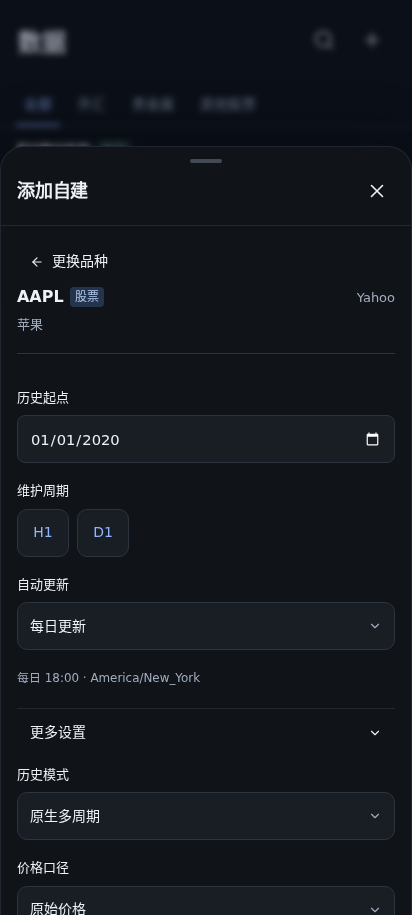 数据
添加自建
更换品种
AAPL 股票 Yahoo
苹果
历史起点
01/01/2020
维护周期
H1 D1
自动更新
每日更新
每日 18:00 · America/New_York
更多设置
历史模式
原生多周期
价格口径
原始价格